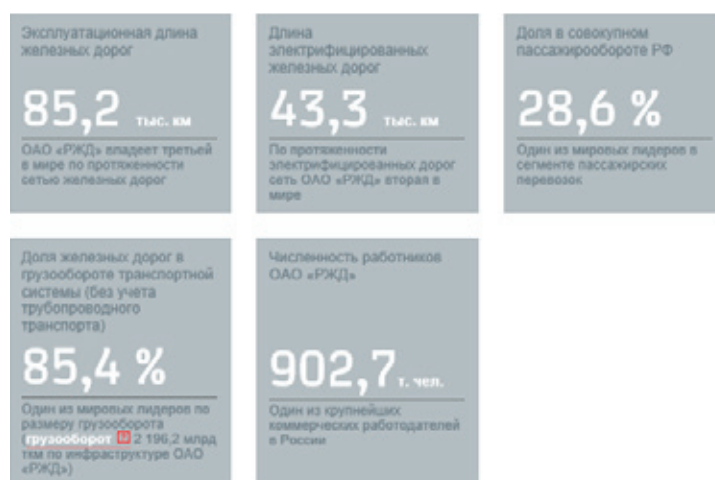 Эксплуатационная длина
железных дорог
85,2 тыс. км
ОАО «РЖД» владеет третьей
в мире по протяженности
сетью железных дорог
Длина
электрифицированных
железных дорог
43,3 тыс. км
По протяженности
электрифицированных дорог
сеть ОАО «РЖД» вторая в
мире
Доля в совокупном
пассажирообороте РФ
28,6 %
Один из мировых лидеров в
сегменте пассажирских
перевозок
Доля железных дорог в
грузообороте транспортной
системы (без учета
трубопроводного
транспорта)
85,4 %
Один из мировых лидеров по
размеру грузооборота
(грузооборот ? 2 196,2 млрд
ткм по инфраструктуре ОАО
«РЖД»)
Численность работников
ОАО «РЖД»
902,7 т. чел.
Один из крупнейших
коммерческих работодателей
в России